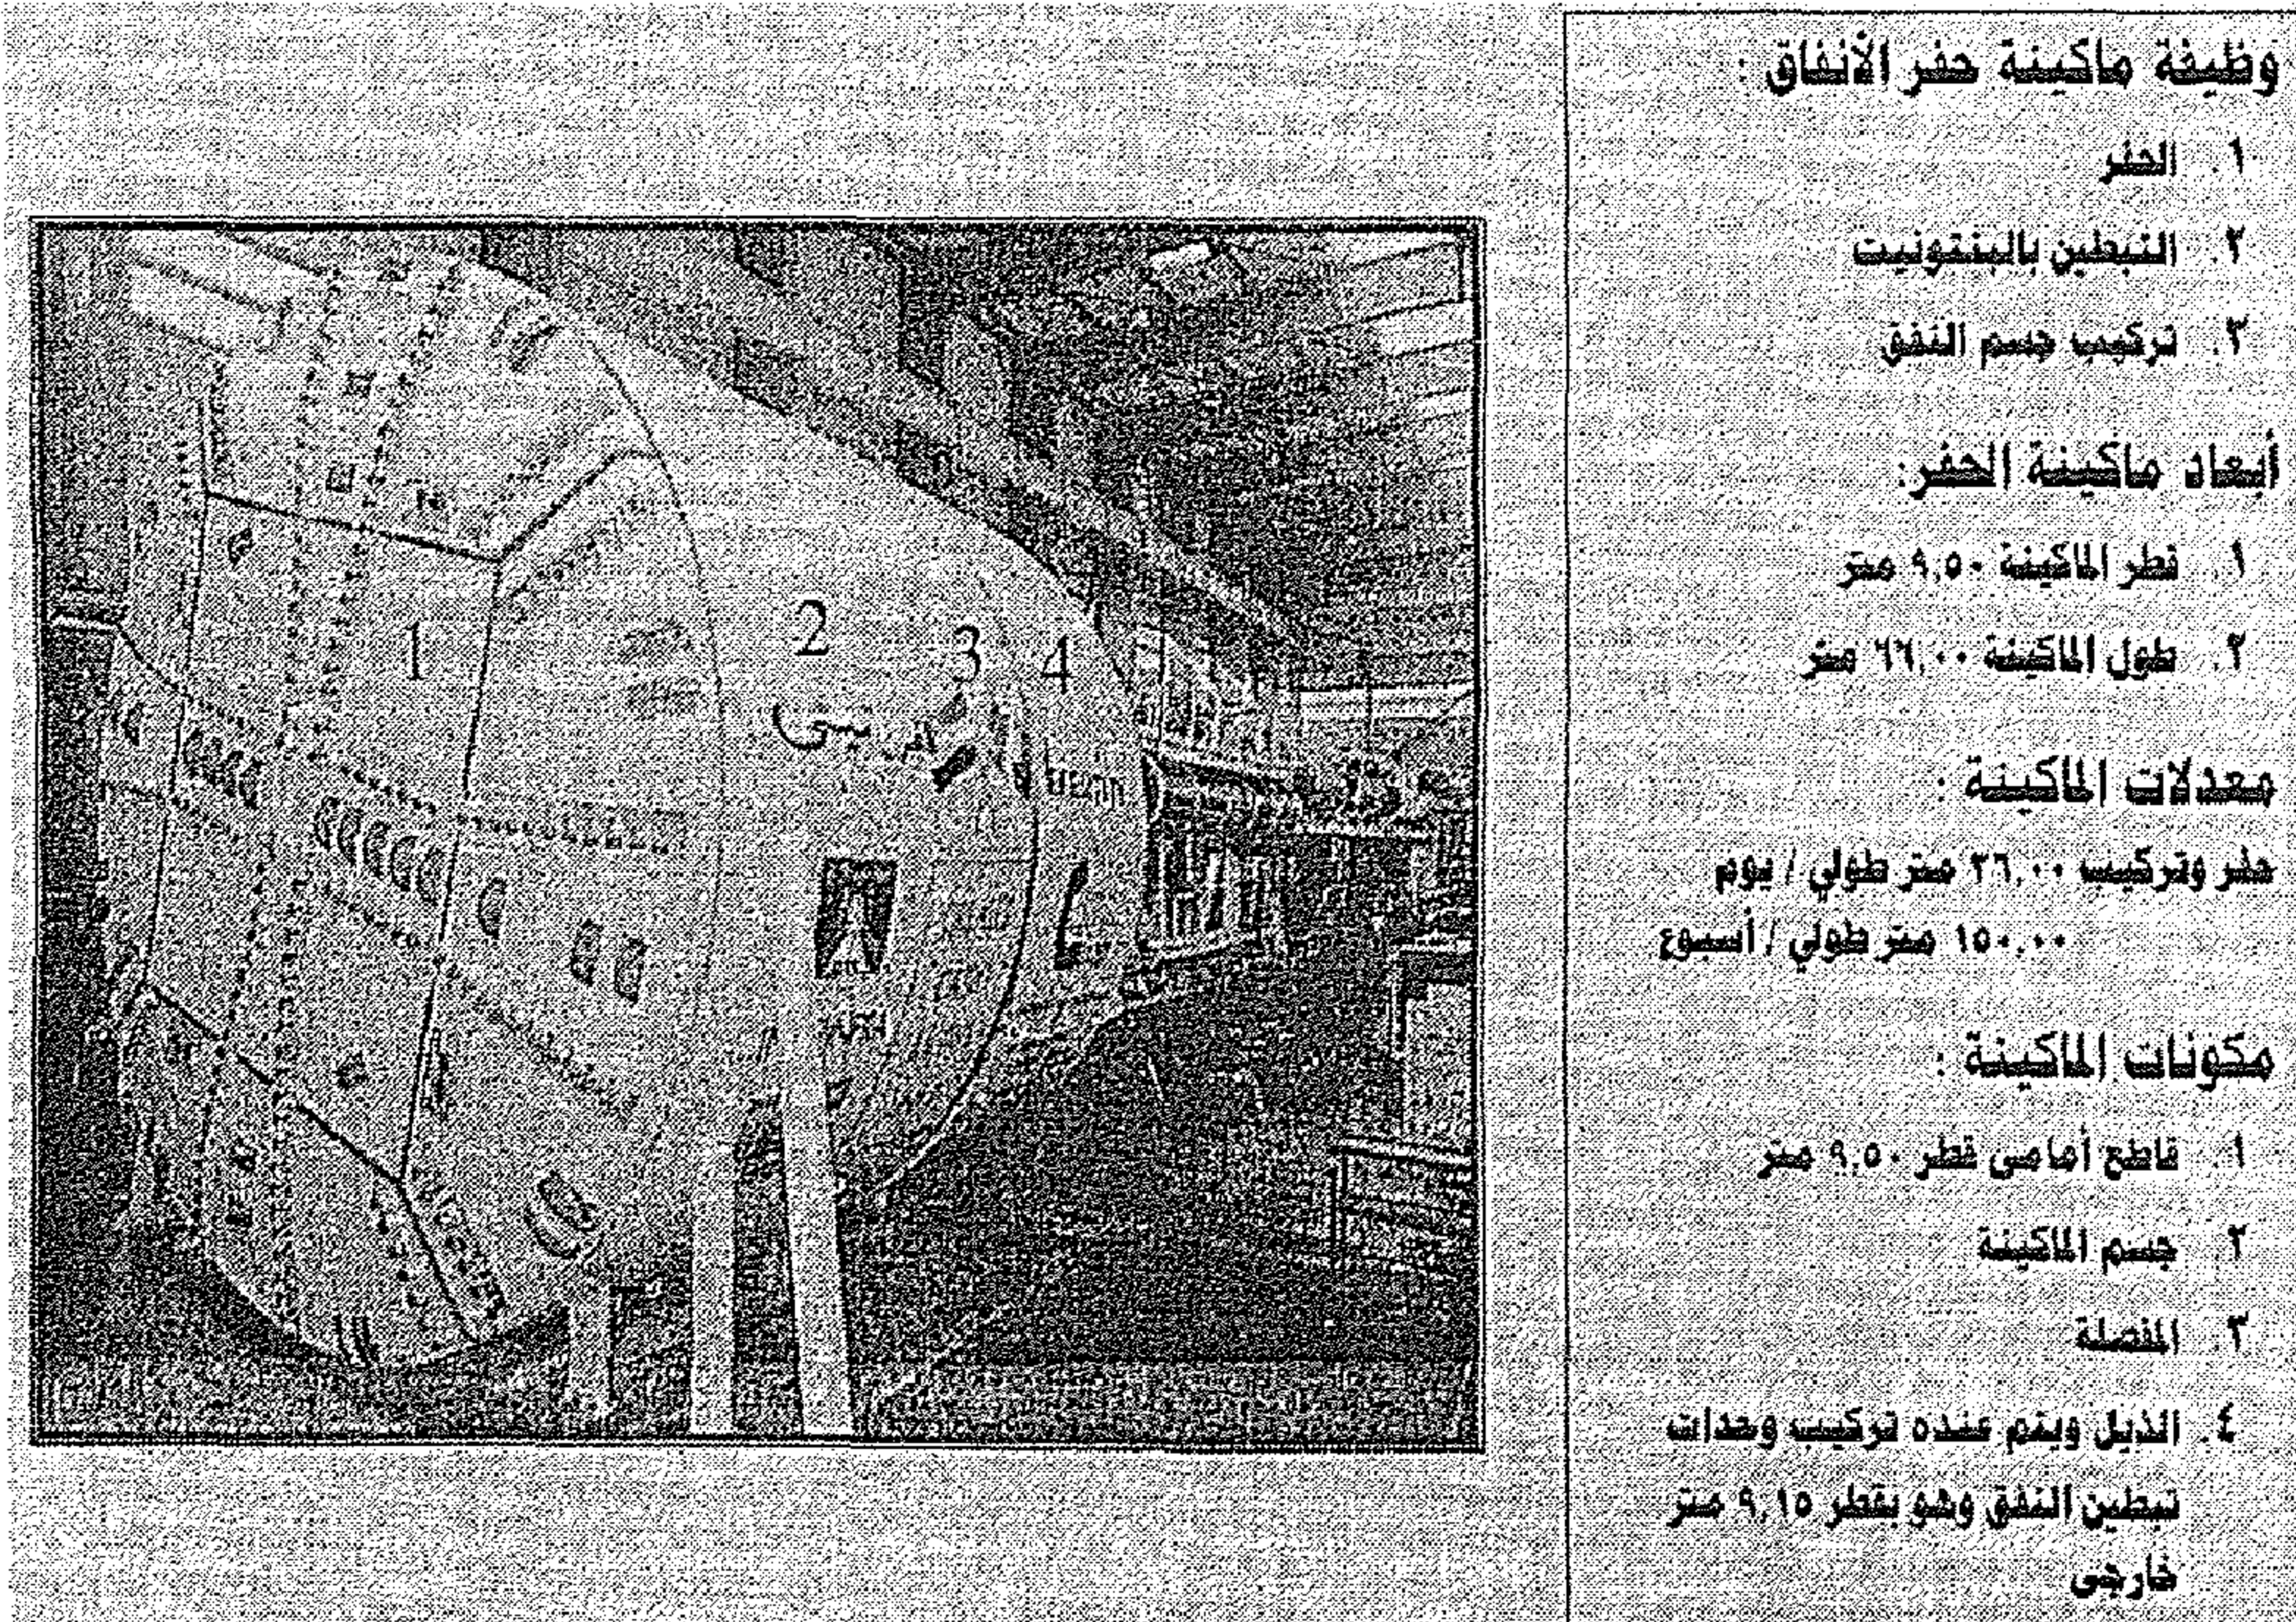 وظيفة ماكينة حفر الأنفاق :
١. الحفر
٢. التبطين بالبنتونيت
٣. تركيب جسم النفق
أبعاد ماكينة الحفر:
١. قطر الماكينة ٩,٥٠ متر
٢. طول الماكينة ٦٦,٠٠ متر
معدلات الماكينة :
حفر وتركيب ٣٦,٠٠ متر طولي / يوم
١٥٠,٠٠ متر طولي / أسبوع
مكونات الماكينة :
١. قاطع أمامى قطر ٩,٥٠ متر
٢. جسم الماكينة
٣. المفصلة
٤. الذيل ويتم عنده تركيب وحدات
تبطين النفق وهو بقطر ٩,١٥ متر
خارجى
1
2
3
4